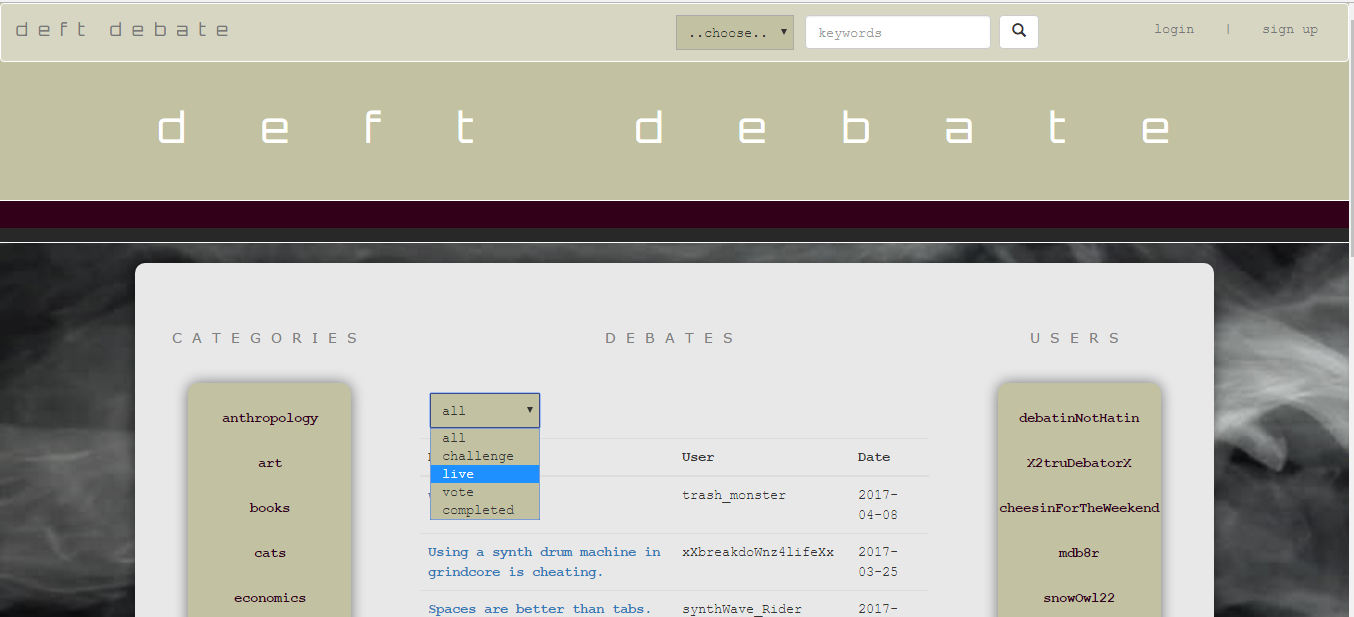 deft debate
..choose..
keywords
login | sign up
deft debate
CATEGORIES
DEBATES
USERS
anthropology
art
books
cats
economics
all
all
challenge
live
vote
completed
User
Date
trash_monster
2017-
04-08
Using a synth drum machine in
grindcore is cheating.
xXbreakdoWnz4lifeXx
2017-
03-25
Spaces are better than tabs.
synthWave_Rider
2017-
debatinNotHatin
X2truDebatorX
cheesinForTheWeekend
mdb8r
snowOwl22